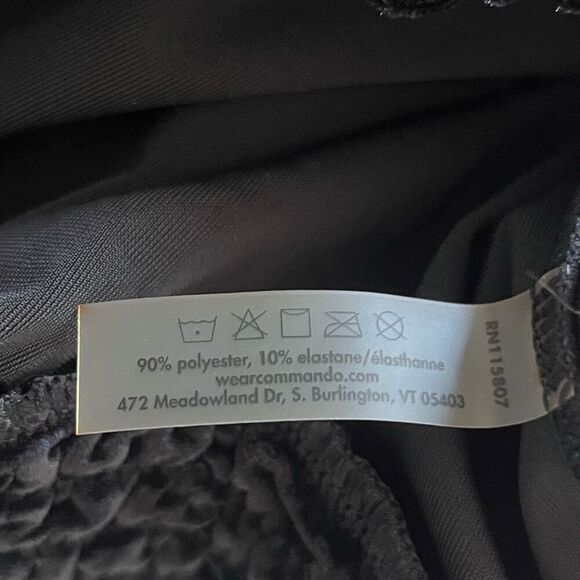 90% polyester, 10% elastane/élasthanne
wearcommando.com
472 Meadowland Dr, S. Burlington, VT 05403
RN115807